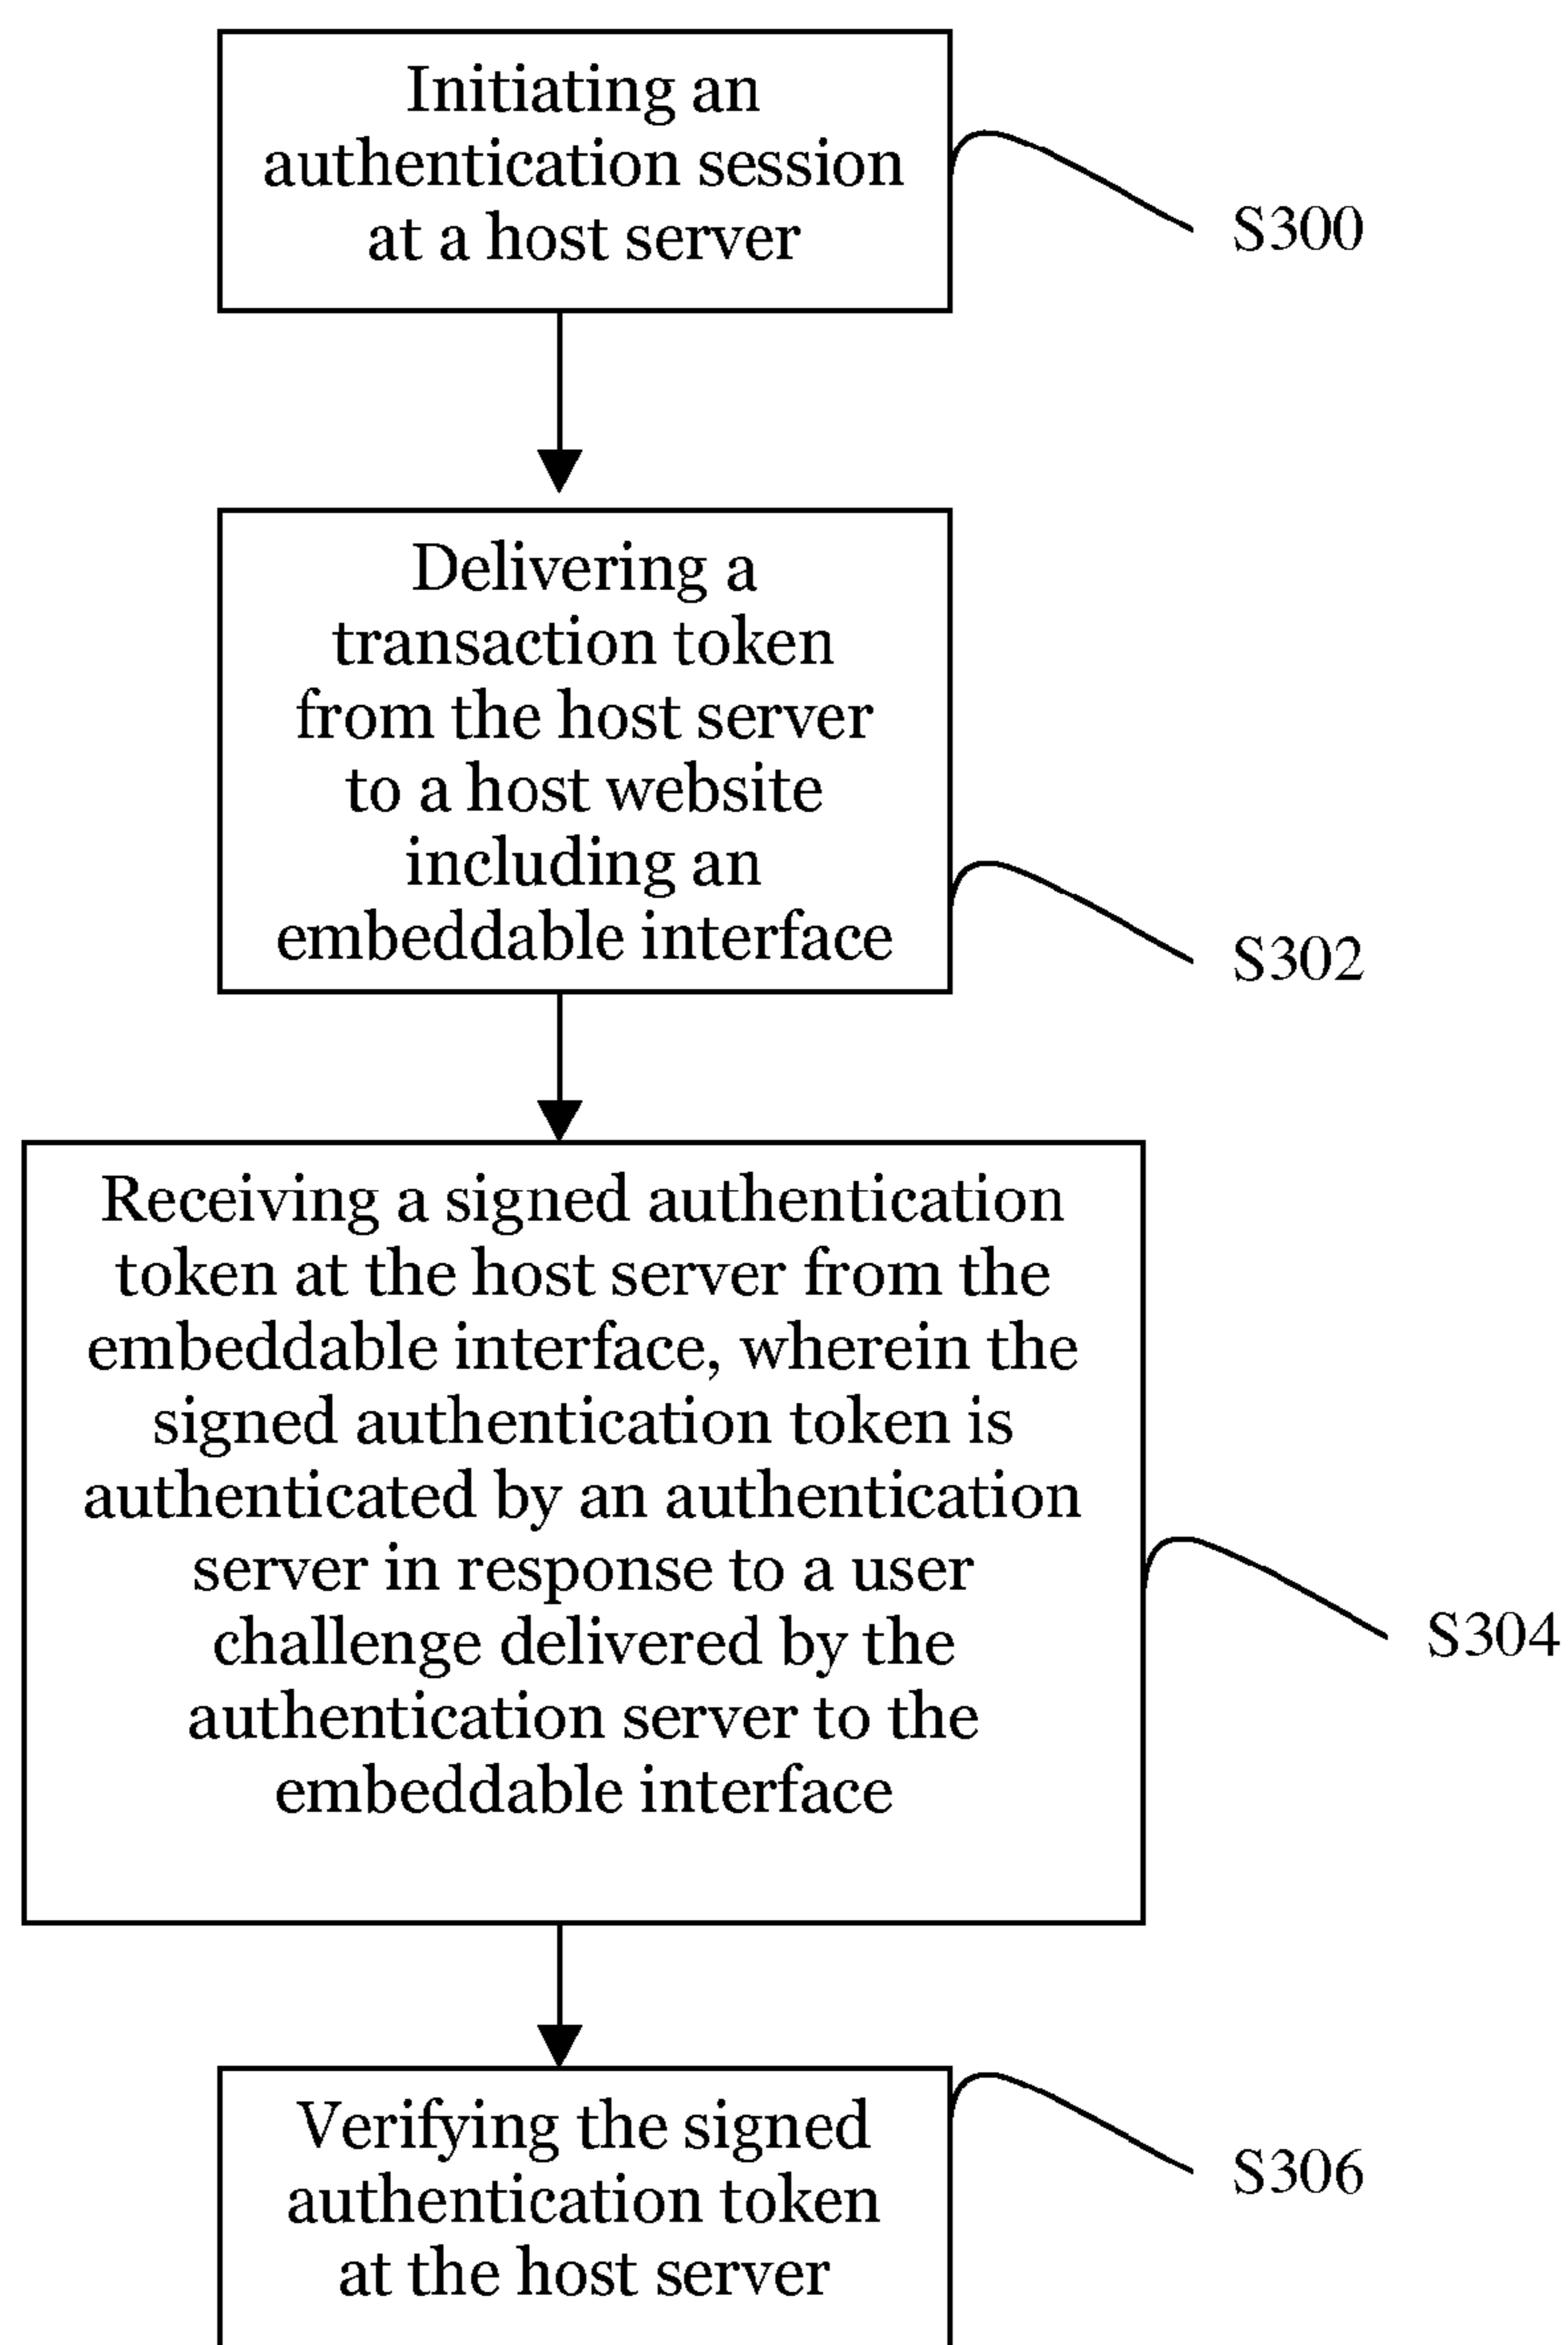 Initiating an
authentication session
at a host server
S300
Delivering a
transaction token
from the host server
to a host website
including an
embeddable interface
S302
Receiving a signed authentication
token at the host server from the
embeddable interface, wherein the
signed authentication token is
authenticated by an authentication
server in response to a user
challenge delivered by the
authentication server to the
embeddable interface
S304
Verifying the signed
authentication token
at the host server
S306